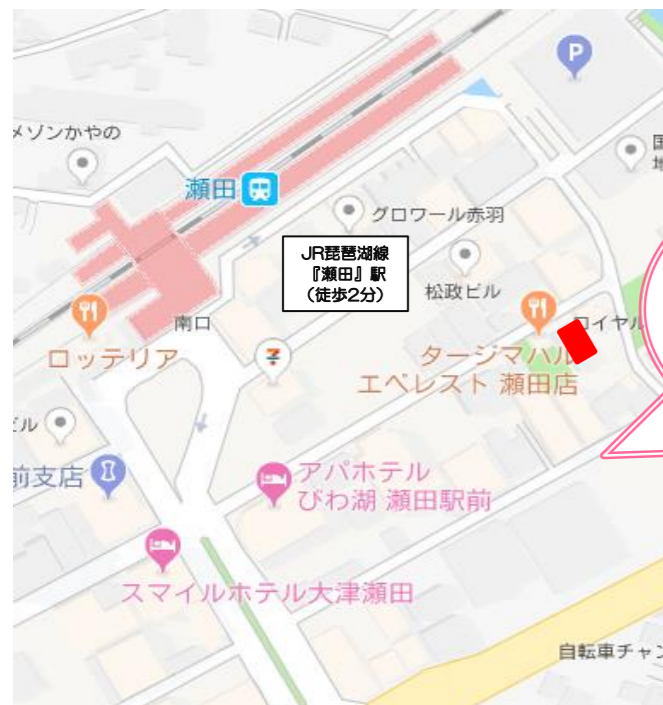 P
メゾンかやの
国
地
瀬田
グロワール赤羽
JR琵琶湖線
『瀬田』駅
(徒歩2分)
松政ビル
南口
ロイヤル
ロッテリア
タージマハル
エベレスト 瀬田店
ビル
前支店
アパホテル
びわ湖 瀬田駅前
スマイルホテル大津瀬田
自転車チャン